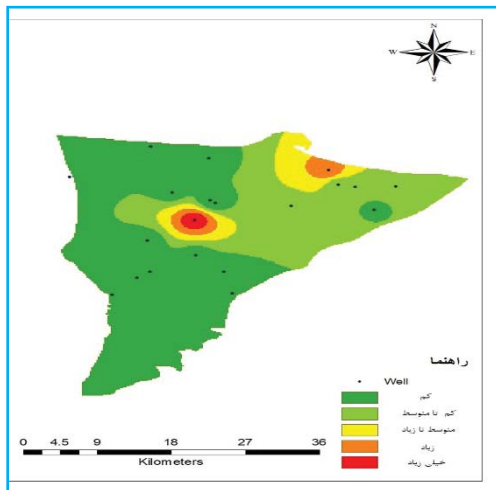 N
W E
S
راهنما
Well
کم
کم تا متوسط
متوسط تا زیاد
زیاد
خیلی زیاد
0 4.5 9 18 27 36
Kilometers